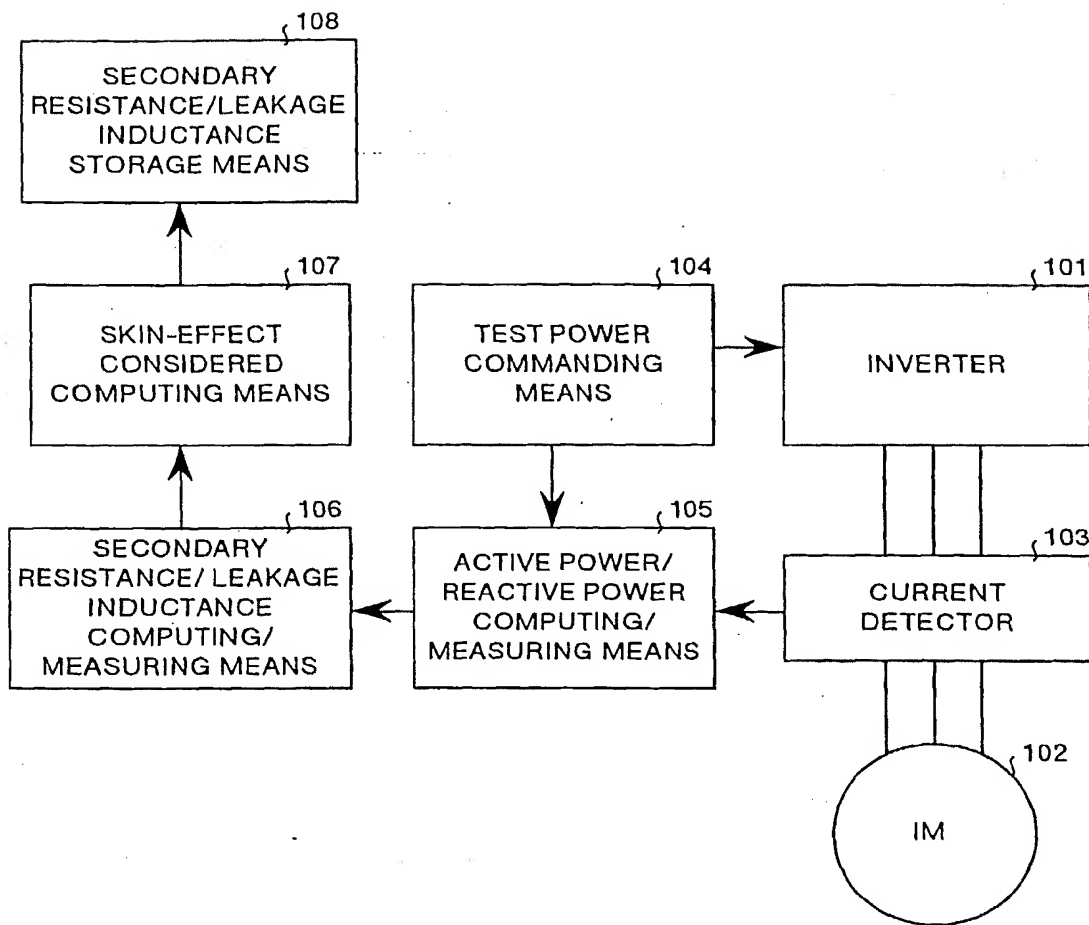 108
SECONDARY
RESISTANCE/LEAKAGE
INDUCTANCE
STORAGE MEANS
107
SKIN-EFFECT
CONSIDERED
COMPUTING MEANS
104
TEST POWER
COMMANDING
MEANS
101
INVERTER
106
SECONDARY
RESISTANCE/ LEAKAGE
INDUCTANCE
COMPUTING/
MEASURING MEANS
105
ACTIVE POWER/
REACTIVE POWER
COMPUTING/
MEASURING MEANS
103
CURRENT
DETECTOR
102
IM